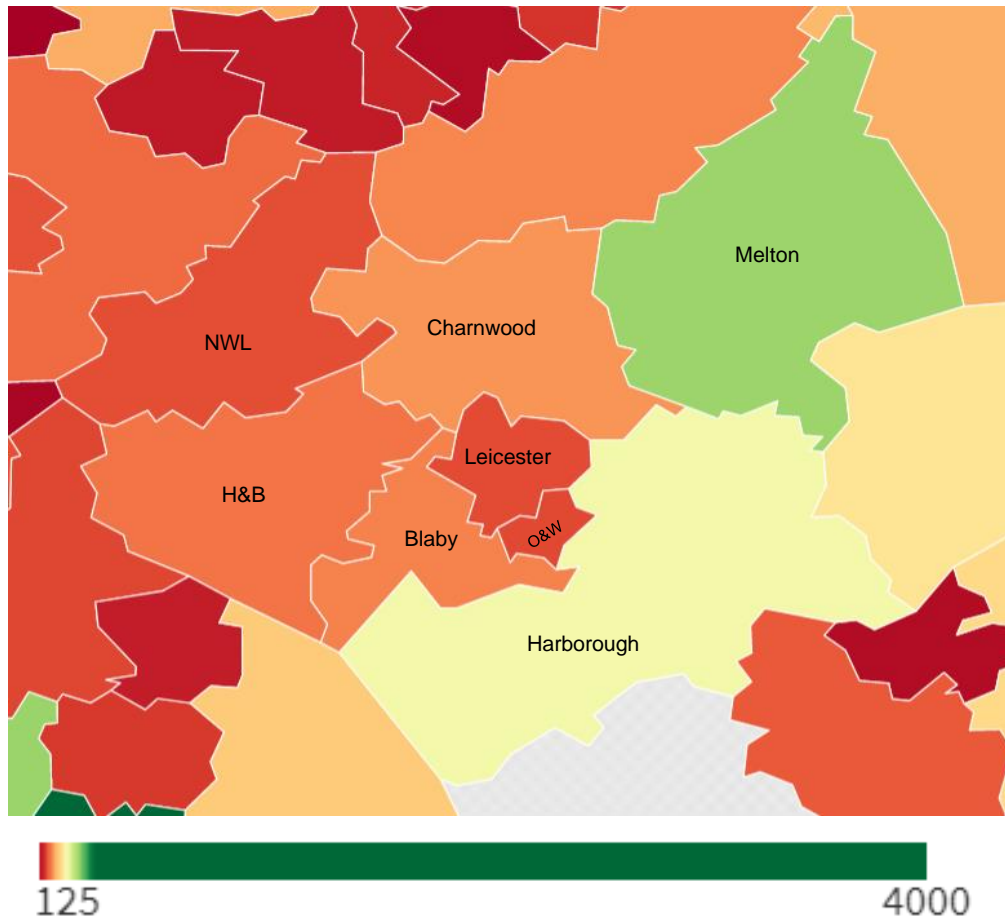 Melton
Charnwood
NWL
Leicester
H&B
O&W
Blaby
Harborough
125
4000